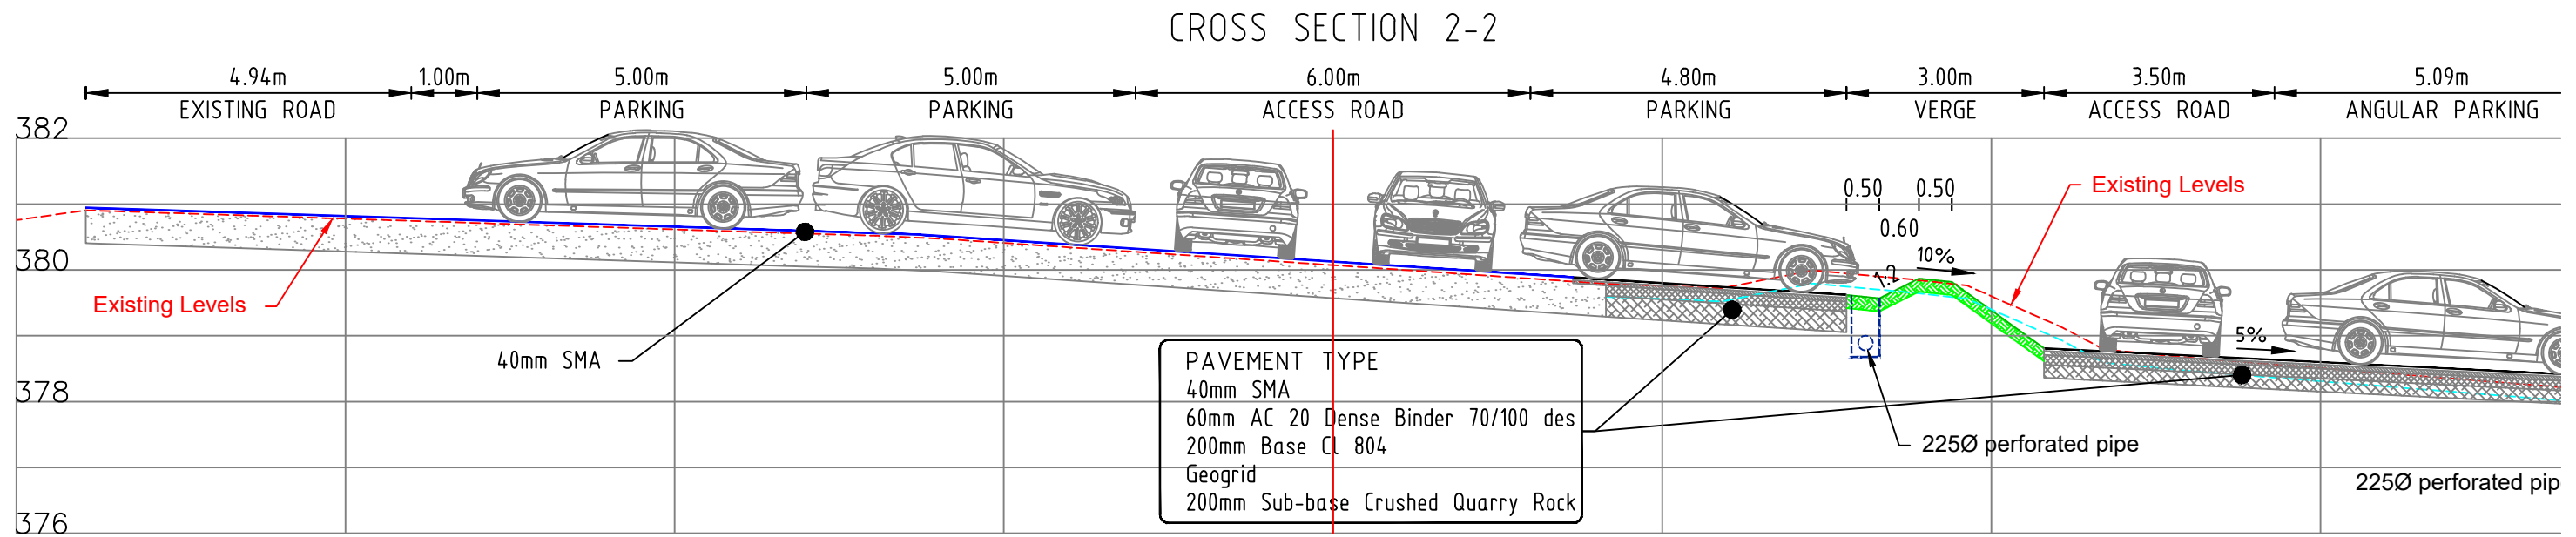 CROSS SECTION 2-2
4.94m 1.00m 5.00m 5.00m 6.00m 4.80m 3.00m 3.50m 5.09m
EXISTING ROAD PARKING PARKING ACCESS ROAD PARKING VERGE ACCESS ROAD ANGULAR PARKING
382
0.50 0.50
Existing Levels
0.60
380
10%
1:2
Existing Levels
5%
40mm SMA
PAVEMENT TYPE
40mm SMA
60mm AC 20 Dense Binder 70/100 des
200mm Base Cl 804
Geogrid
200mm Sub-base Crushed Quarry Rock
378
225Ø perforated pipe
225Ø perforated pip
376